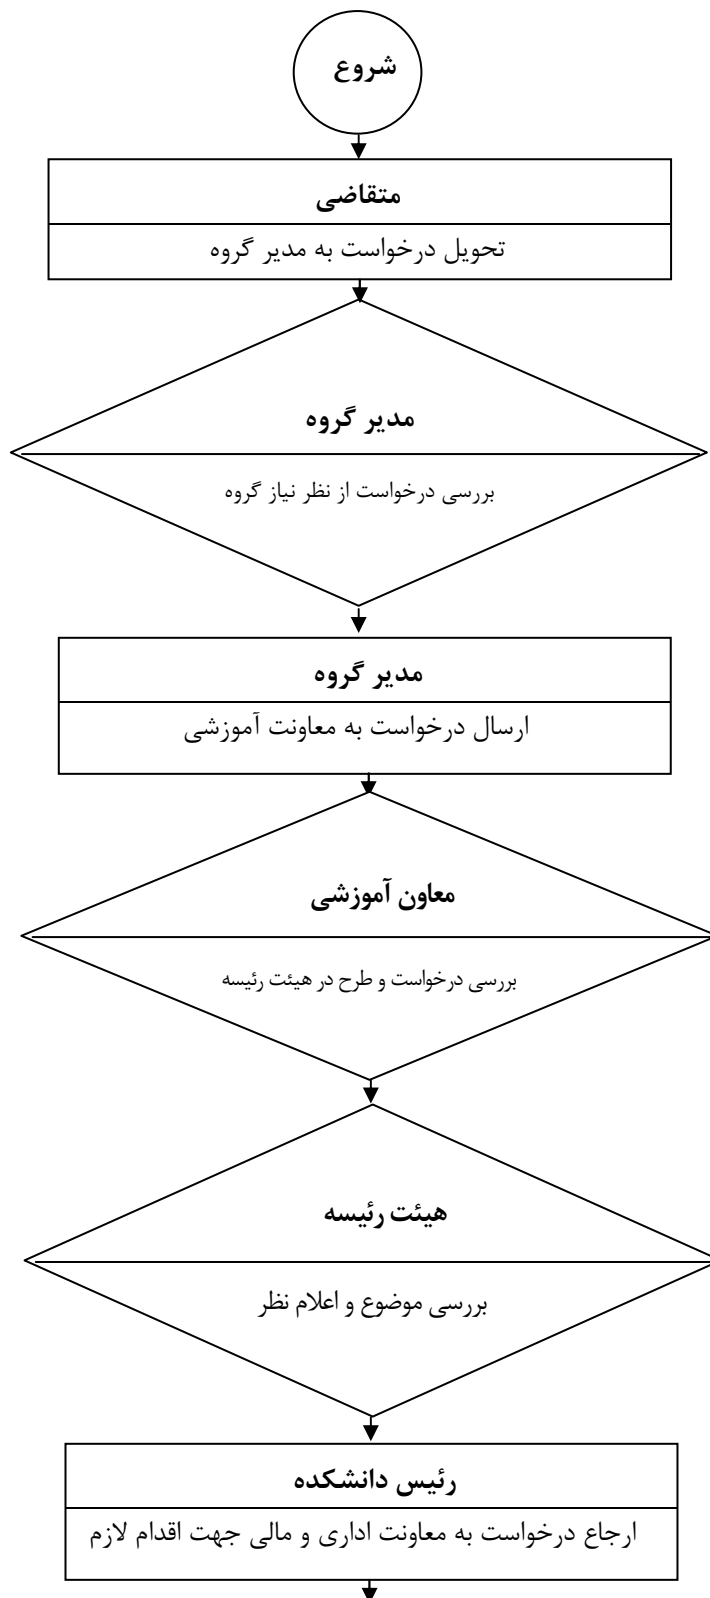 شروع
متقاضی
تحویل درخواست به مدیر گروه
مدیر گروه
بررسی درخواست از نظر نیاز گروه
مدیر گروه
ارسال درخواست به معاونت آموزشی
معاون آموزشی
بررسی درخواست و طرح در هیئت رئیسه
هیئت رئیسه
بررسی موضوع و اعلام نظر
رئیس دانشکده
ارجاع درخواست به معاونت اداری و مالی جهت اقدام لازم